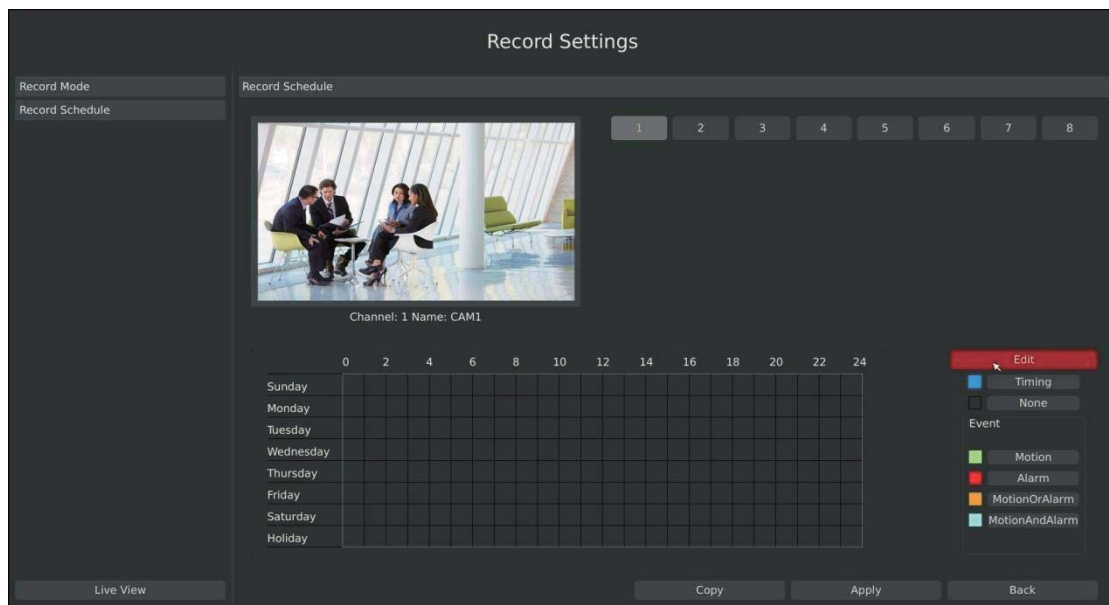 Record Settings
Record Mode
Record Schedule
Record Schedule
1 2 3 4 5 6 7 8
Channel: 1 Name: CAM1
0 2 4 6 8 10 12 14 16 18 20 22 24
Sunday
Monday
Tuesday
Wednesday
Thursday
Friday
Saturday
Holiday
Edit
Timing
None
Event
Motion
Alarm
MotionOrAlarm
MotionAndAlarm
Live View
Copy Apply Back